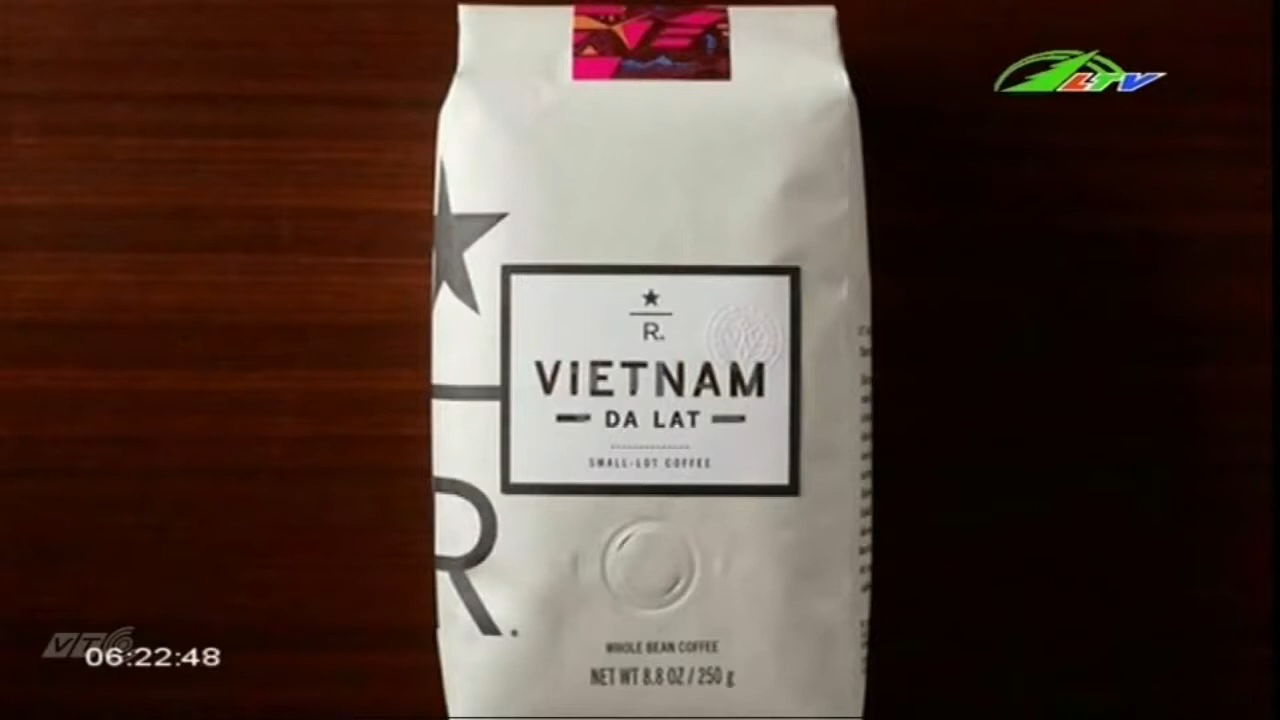 LTV
R.
VIETNAM
DA LAT
SMALL-LOT COFFEE
R.
WHOLE BEAN COFFEE
NET WT 8.8 OZ / 250 g
VTC
06:22:48